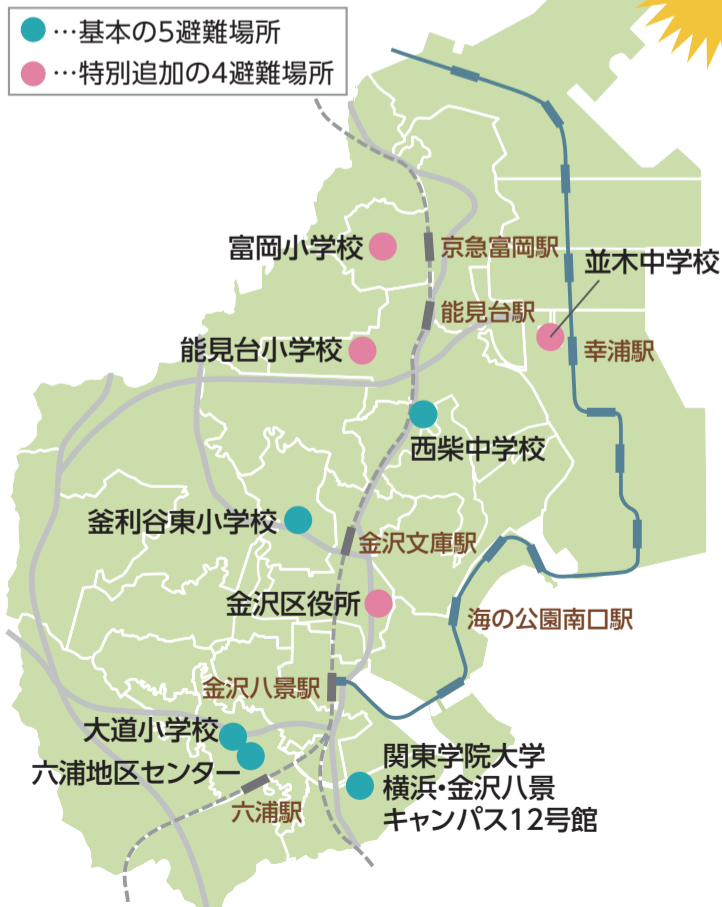 …基本の5避難場所
…特別追加の4避難場所
富岡小学校
京急富岡駅
並木中学校
能見台駅
能見台小学校
幸浦駅
西柴中学校
釜利谷東小学校
金沢文庫駅
金沢区役所
海の公園南口駅
金沢八景駅
大道小学校
六浦地区センター
関東学院大学
横浜・金沢八景
キャンパス12号館
六浦駅